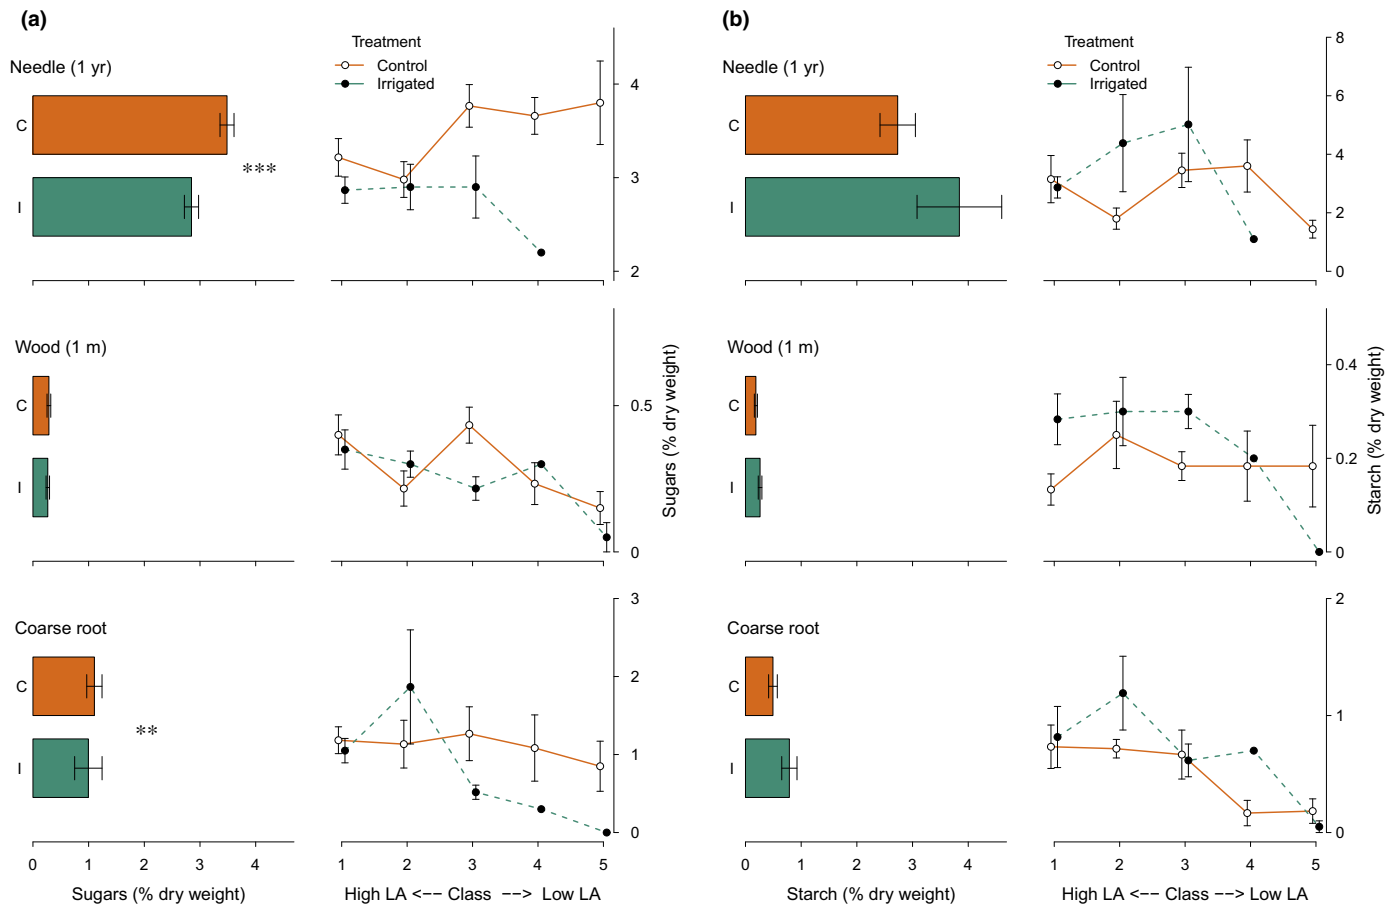 (a)
Needle (1 yr)
C
***
I
Treatment
Control
Irrigated
4
3
2
Wood (1 m)
C
I
0.5
0
Sugars (% dry weight)
Coarse root
C
**
I
3
2
1
0
0 1 2 3 4
Sugars (% dry weight)
1 2 3 4 5
High LA <−− Class −−> Low LA
(b)
Needle (1 yr)
C
I
Treatment
Control
Irrigated
8
6
4
2
0
Wood (1 m)
C
I
0.4
0.2
0
Starch (% dry weight)
Coarse root
C
I
2
1
0
0 1 2 3 4
Starch (% dry weight)
1 2 3 4 5
High LA <−− Class −−> Low LA